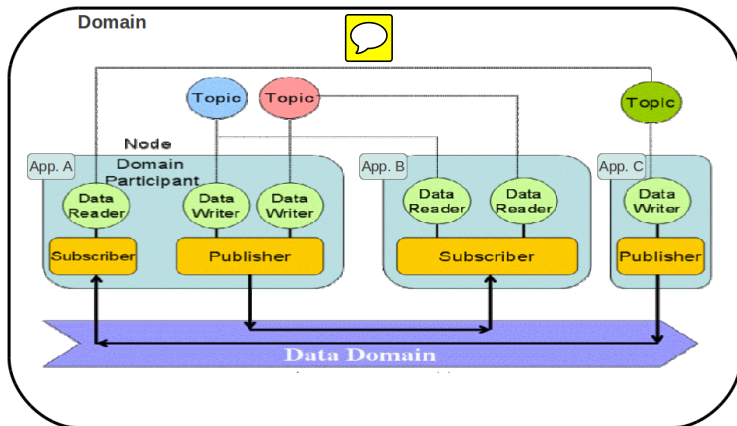 Domain
Topic
Topic
Topic
Node
App. A
Domain
Participant
App. B
App. C
Data
Reader
Data
Writer
Data
Writer
Data
Reader
Data
Reader
Data
Writer
Subscriber
Publisher
Subscriber
Publisher
Data Domain